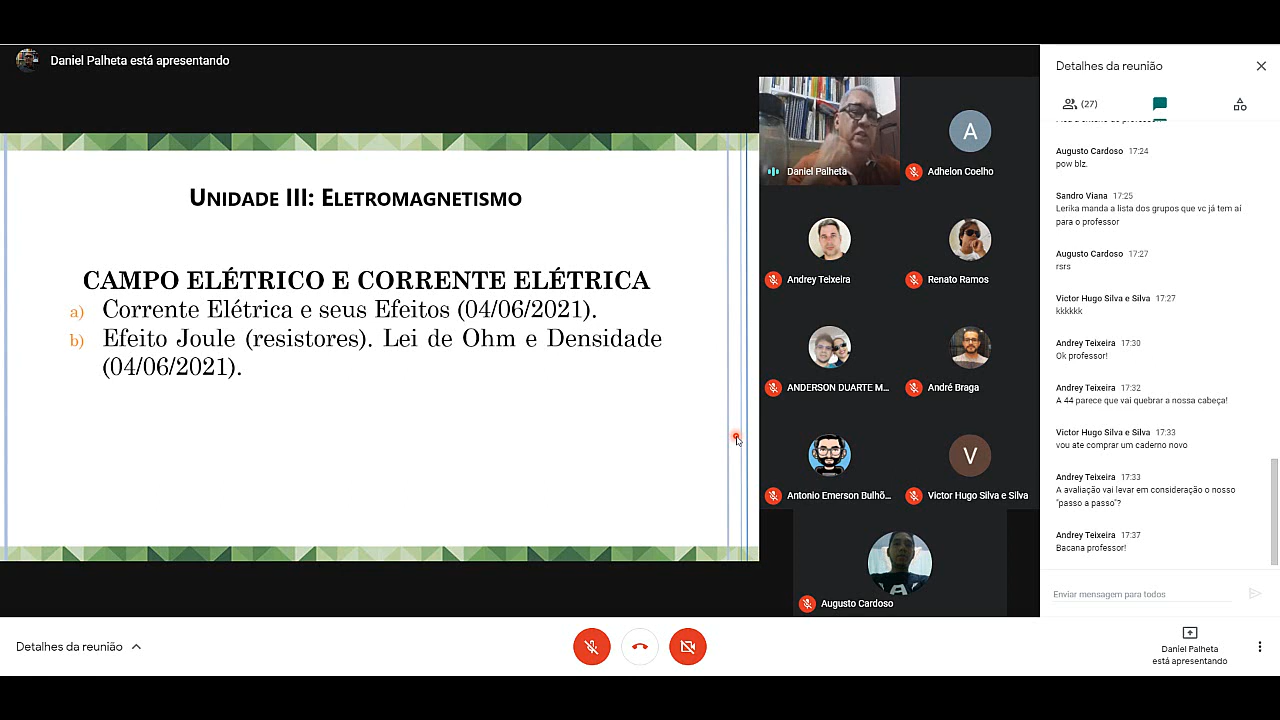 Daniel Palheta está apresentando
UNIDADE III: ELETROMAGNETISMO
CAMPO ELÉTRICO E CORRENTE ELÉTRICA
a) Corrente Elétrica e seus Efeitos (04/06/2021).
b) Efeito Joule (resistores). Lei de Ohm e Densidade
(04/06/2021).
Daniel Palheta
A
Adhelon Coelho
Andrey Teixeira
Renato Ramos
ANDERSON DUARTE M...
André Braga
Antonio Emerson Bulhõ...
V
Victor Hugo Silva e Silva
Augusto Cardoso
Detalhes da reunião
(27)
Augusto Cardoso 17:24
pow blz.
Sandro Viana 17:25
Lerika manda a lista dos grupos que vc já tem aí
para o professor
Augusto Cardoso 17:27
rsrs
Victor Hugo Silva e Silva 17:27
kkkkkk
Andrey Teixeira 17:30
Ok professor!
Andrey Teixeira 17:32
A 44 parece que vai quebrar a nossa cabeça!
Victor Hugo Silva e Silva 17:33
vou ate comprar um caderno novo
Andrey Teixeira 17:33
A avaliação vai levar em consideração o nosso
"passo a passo"?
Andrey Teixeira 17:37
Bacana professor!
Enviar mensagem para todos
Detalhes da reunião
Daniel Palheta
está apresentando